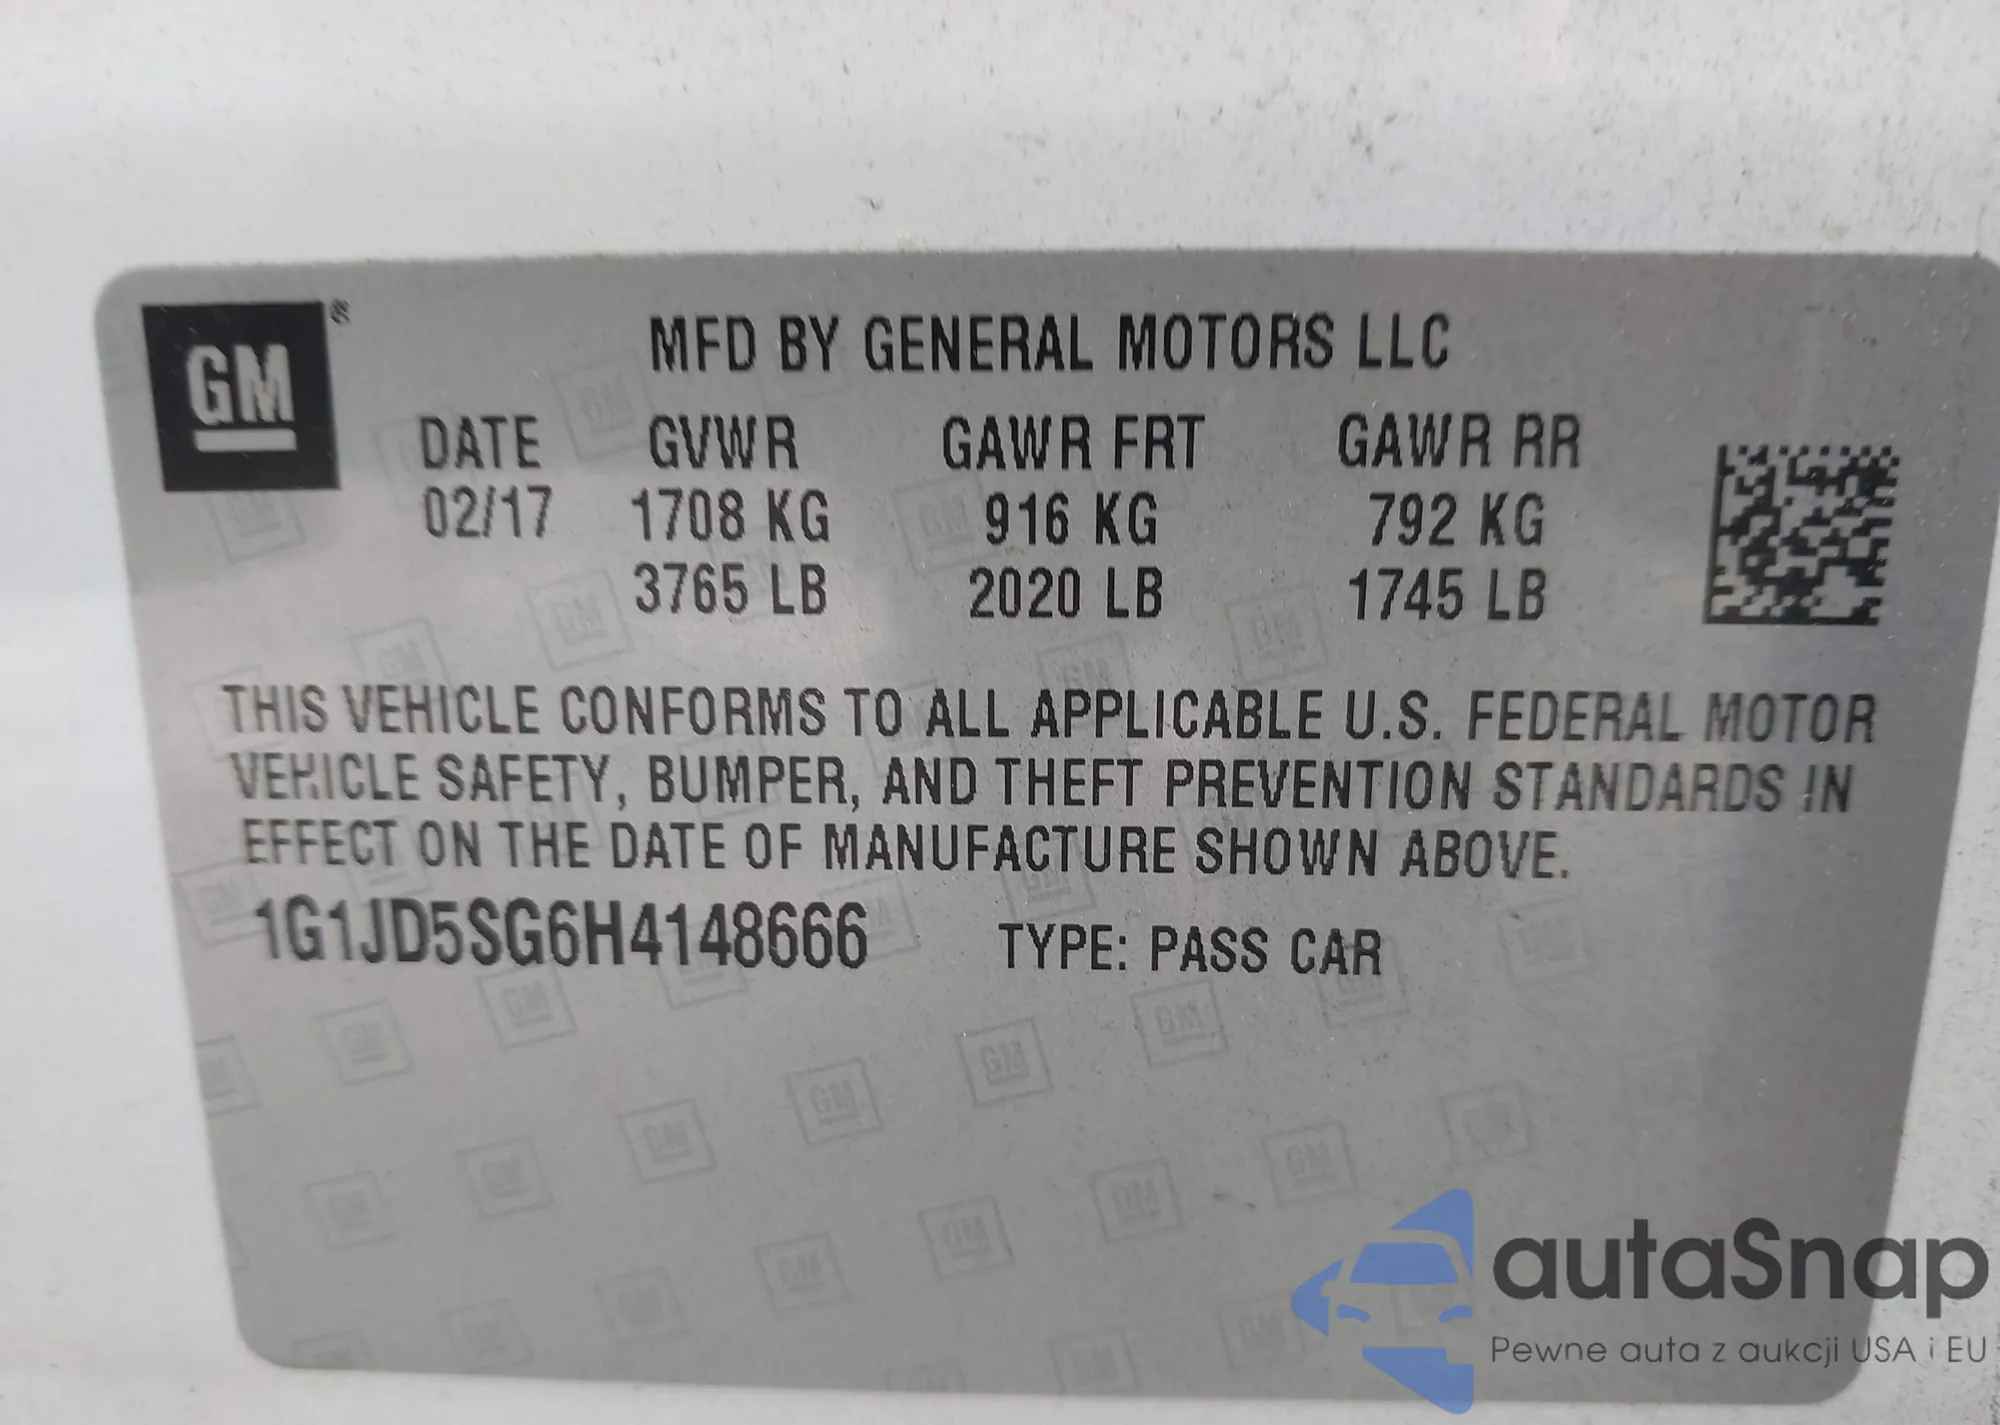 GM ®
MFD BY GENERAL MOTORS LLC
DATE GVWR GAWR FRT GAWR RR
02/17 1708 KG 916 KG 792 KG
3765 LB 2020 LB 1745 LB
THIS VEHICLE CONFORMS TO ALL APPLICABLE U.S. FEDERAL MOTOR
VEHICLE SAFETY, BUMPER, AND THEFT PREVENTION STANDARDS IN
EFFECT ON THE DATE OF MANUFACTURE SHOWN ABOVE.
1G1JD5SG6H4148666 TYPE: PASS CAR
autaSnap
Pewne auta z aukcji USA i EU